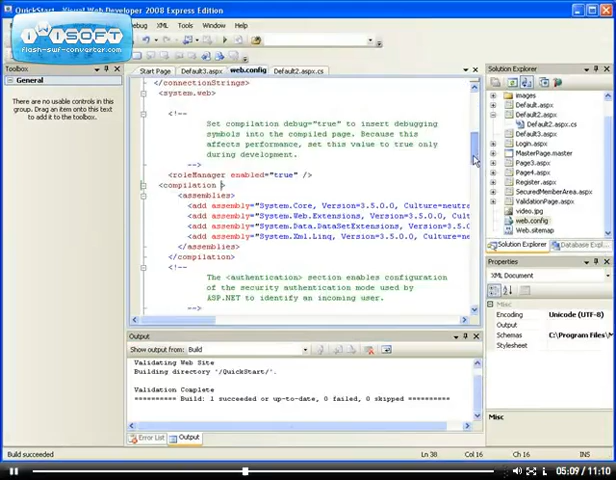 QuickStart - Visual Web Developer 2008 Express Edition
iWiSOFT
flash-swf-converter.com
Debug XML Tools Window Help
Toolbox
General
There are no usable controls in this
group. Drag an item onto this text
to add it to the toolbox.
Start Page Default3.aspx web.config Default2.aspx.cs
</connectionStrings>
<system.web>
<!--
Set compilation debug="true" to insert debugging
symbols into the compiled page. Because this
affects performance, set this value to true only
during development.
-->
<roleManager enabled="true" />
<compilation >
<assemblies>
<add assembly="System.Core, Version=3.5.0.0, Culture=neutra
<add assembly="System.Web.Extensions, Version=3.5.0.0, Cult
<add assembly="System.Data.DataSetExtensions, Version=3.5.0
<add assembly="System.Xml.Linq, Version=3.5.0.0, Culture=ne
</assemblies>
</compilation>
<!--
The <authentication> section enables configuration
of the security authentication mode used by
ASP.NET to identify an incoming user.
-->
Output
Show output from: Build
Validating Web Site
Building directory '/QuickStart/'.
Validation Complete
========== Build: 1 succeeded or up-to-date, 0 failed, 0 skipped ==========
Error List Output
Solution Explorer
images
Default.aspx
Default2.aspx
Default2.aspx.cs
Default3.aspx
Login.aspx
MasterPage.master
Page3.aspx
Page4.aspx
Register.aspx
SecuredMemberArea.aspx
ValidationPage.aspx
video.jpg
web.config
Web.sitemap
Solution Explorer Database Expl...
Properties
XML Document
Misc
Encoding Unicode (UTF-8)
Output
Schemas C:\Program Files\
Stylesheet
Misc
Build succeeded Ln 38 Col 16 Ch 16 INS
05:09 / 11:10